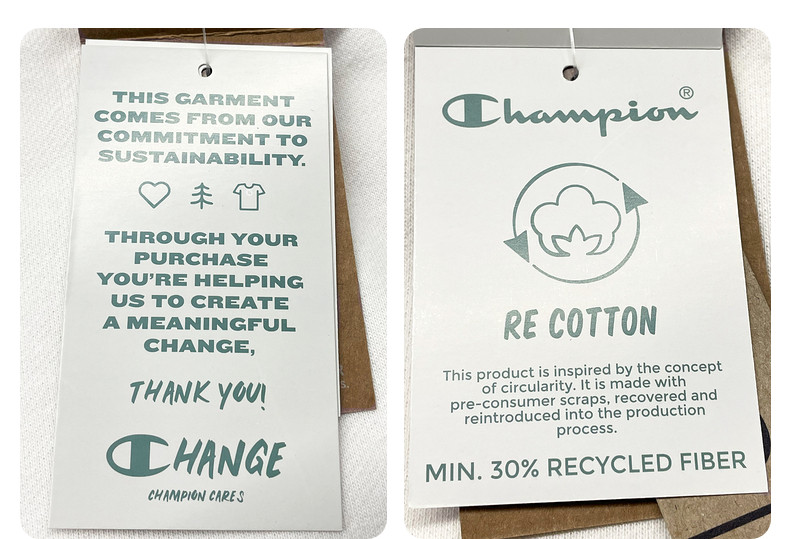 THIS GARMENT
COMES FROM OUR
COMMITMENT TO
SUSTAINABILITY.
THROUGH YOUR
PURCHASE
YOU'RE HELPING
US TO CREATE
A MEANINGFUL
CHANGE,
THANK YOU!
CHANGE
CHAMPION CARES
Champion®
RE COTTON
This product is inspired by the concept
of circularity. It is made with
pre-consumer scraps, recovered and
reintroduced into the production
process.
MIN. 30% RECYCLED FIBER